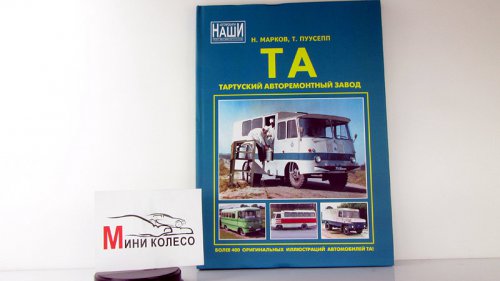 НАШИ
Н. МАРКОВ, Т. ПУУСЕПП
ТА
ТАРТУСКИЙ АВТОРЕМОНТНЫЙ ЗАВОД
БОЛЕЕ 400 ОРИГИНАЛЬНЫХ ИЛЛЮСТРАЦИЙ АВТОМОБИЛЕЙ ТА!
МИНИ КОЛЕСО